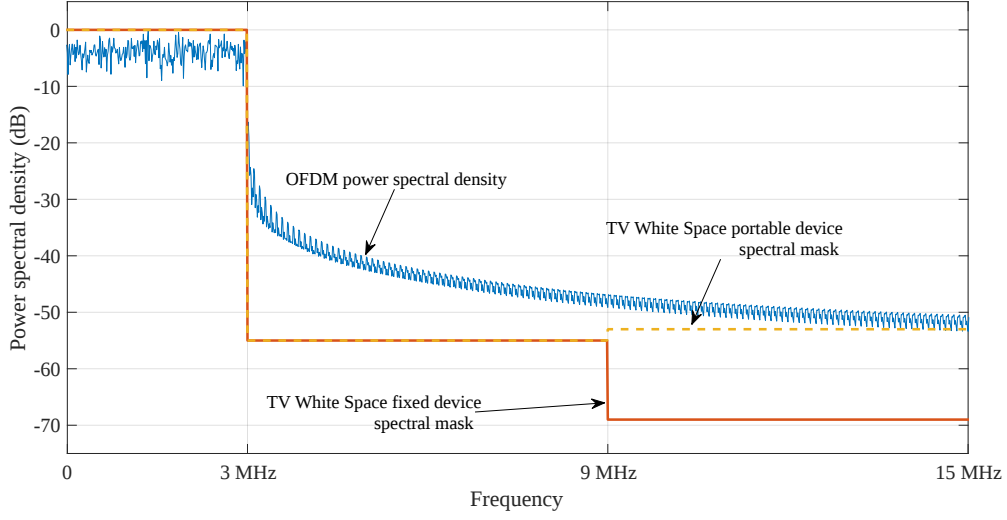 Power spectral density (dB)
0
-10
-20
-30
-40
-50
-60
-70
OFDM power spectral density
TV White Space portable device
spectral mask
TV White Space fixed device
spectral mask
0
3 MHz
9 MHz
15 MHz
Frequency